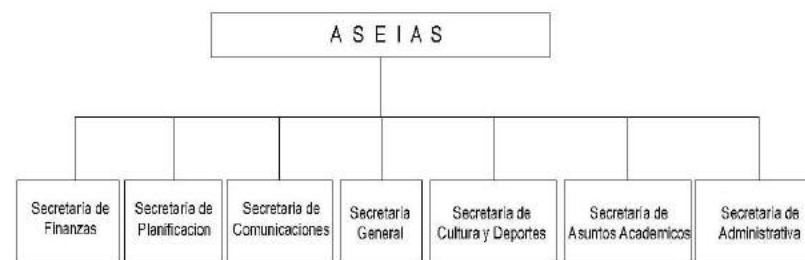 A S E I A S
Secretaria de
Finanzas
Secretaria de
Planificacion
Secretaria de
Comunicaciones
Secretaria
General
Secretaria de
Cultura y Deportes
Secretaria de
Asuntos Academicos
Secretaria de
Administrativa